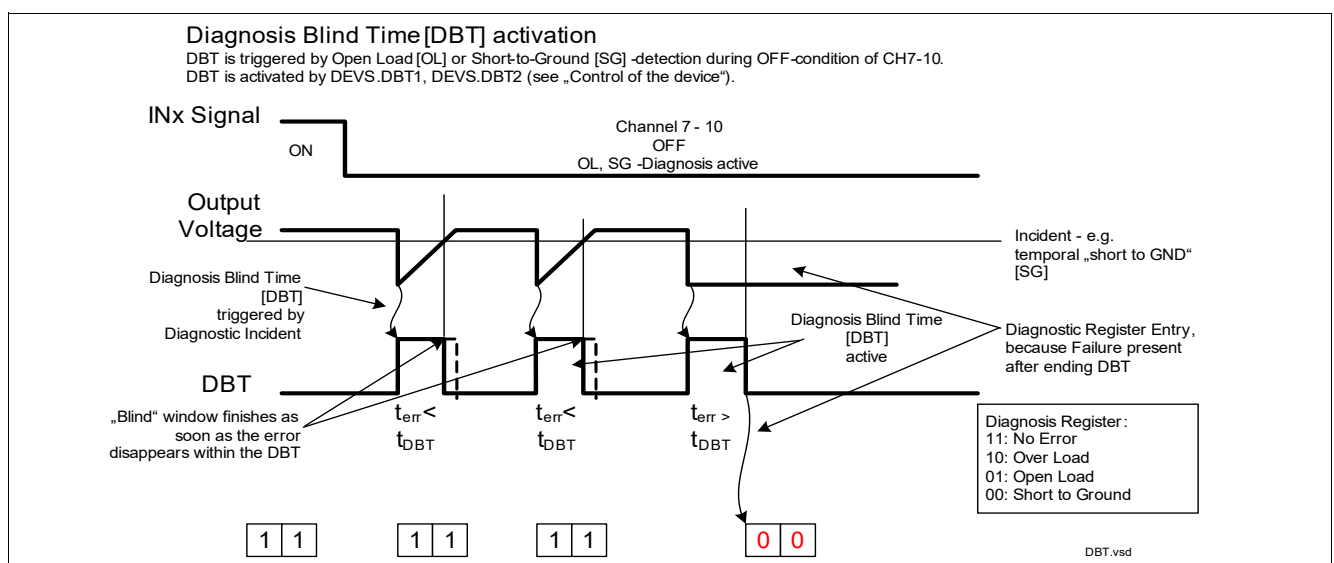 Diagnosis Blind Time [DBT] activation
DBT is triggered by Open Load [OL] or Short-to-Ground [SG] -detection during OFF-condition of CH7-10.
DBT is activated by DEVS.DBT1, DEVS.DBT2 (see „Control of the device“).
INx Signal
ON
Channel 7 - 10
OFF
OL, SG -Diagnosis active
Output
Voltage
Incident - e.g.
temporal „short to GND“
[SG]
Diagnosis Blind Time
[DBT]
triggered by
Diagnostic Incident
Diagnosis Blind Time
[DBT]
active
Diagnostic Register Entry,
because Failure present
after ending DBT
DBT
„Blind“ window finishes as
soon as the error
disappears within the DBT
terr<
tDBT
terr<
tDBT
terr >
tDBT
Diagnosis Register:
11: No Error
10: Over Load
01: Open Load
00: Short to Ground
1 1
1 1
1 1
0 0
DBT.vsd